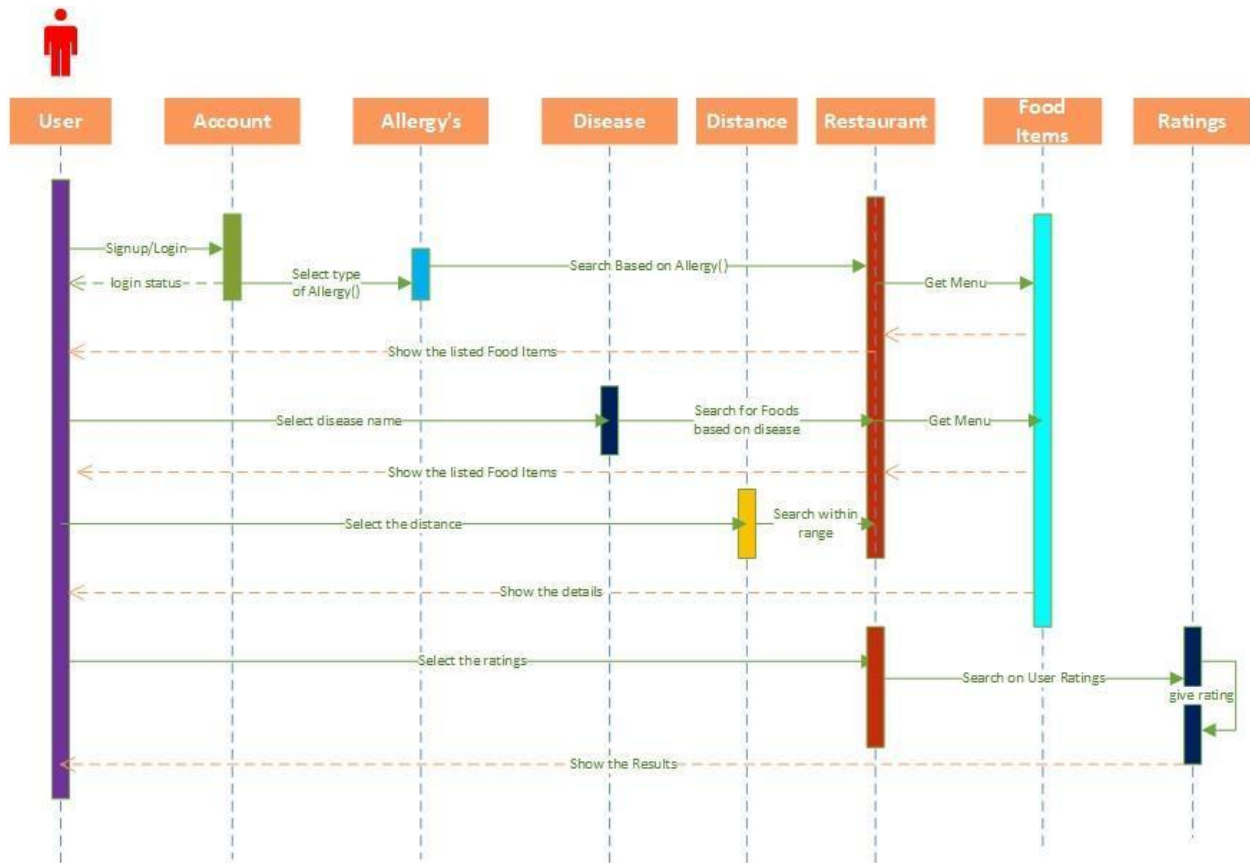 User
Account
Allergy's
Disease
Distance
Restaurant
Food
Items
Ratings
Signup/Login
login status
Select type
of Allergy()
Search Based on Allergy()
Get Menu
Show the listed Food Items
Select disease name
Search for Foods
based on disease
Get Menu
Show the listed Food Items
Select the distance
Search within
range
Show the details
Select the ratings
Search on User Ratings
give rating
Show the Results